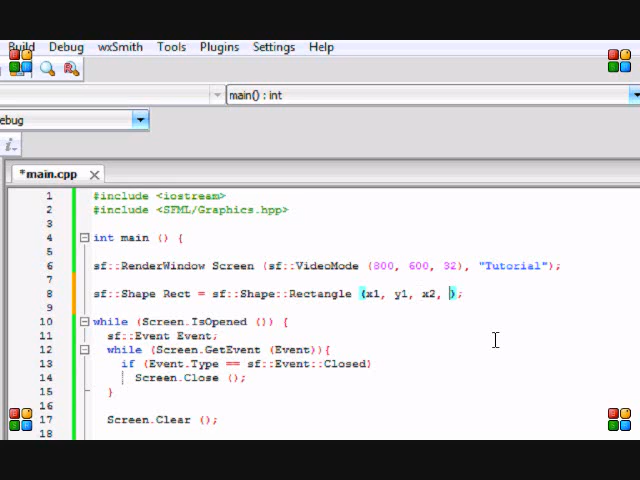 Build Debug wxSmith Tools Plugins Settings Help
main() : int
ebug
*main.cpp
1 #include <iostream>
2 #include <SFML/Graphics.hpp>
3
4 int main () {
5
6 sf::RenderWindow Screen (sf::VideoMode (800, 600, 32), "Tutorial");
7
8 sf::Shape Rect = sf::Shape::Rectangle (x1, y1, x2, );
9
10 while (Screen.IsOpened ()) {
11 sf::Event Event;
12 while (Screen.GetEvent (Event)){
13 if (Event.Type == sf::Event::Closed)
14 Screen.Close ();
15 }
16
17 Screen.Clear ();
18